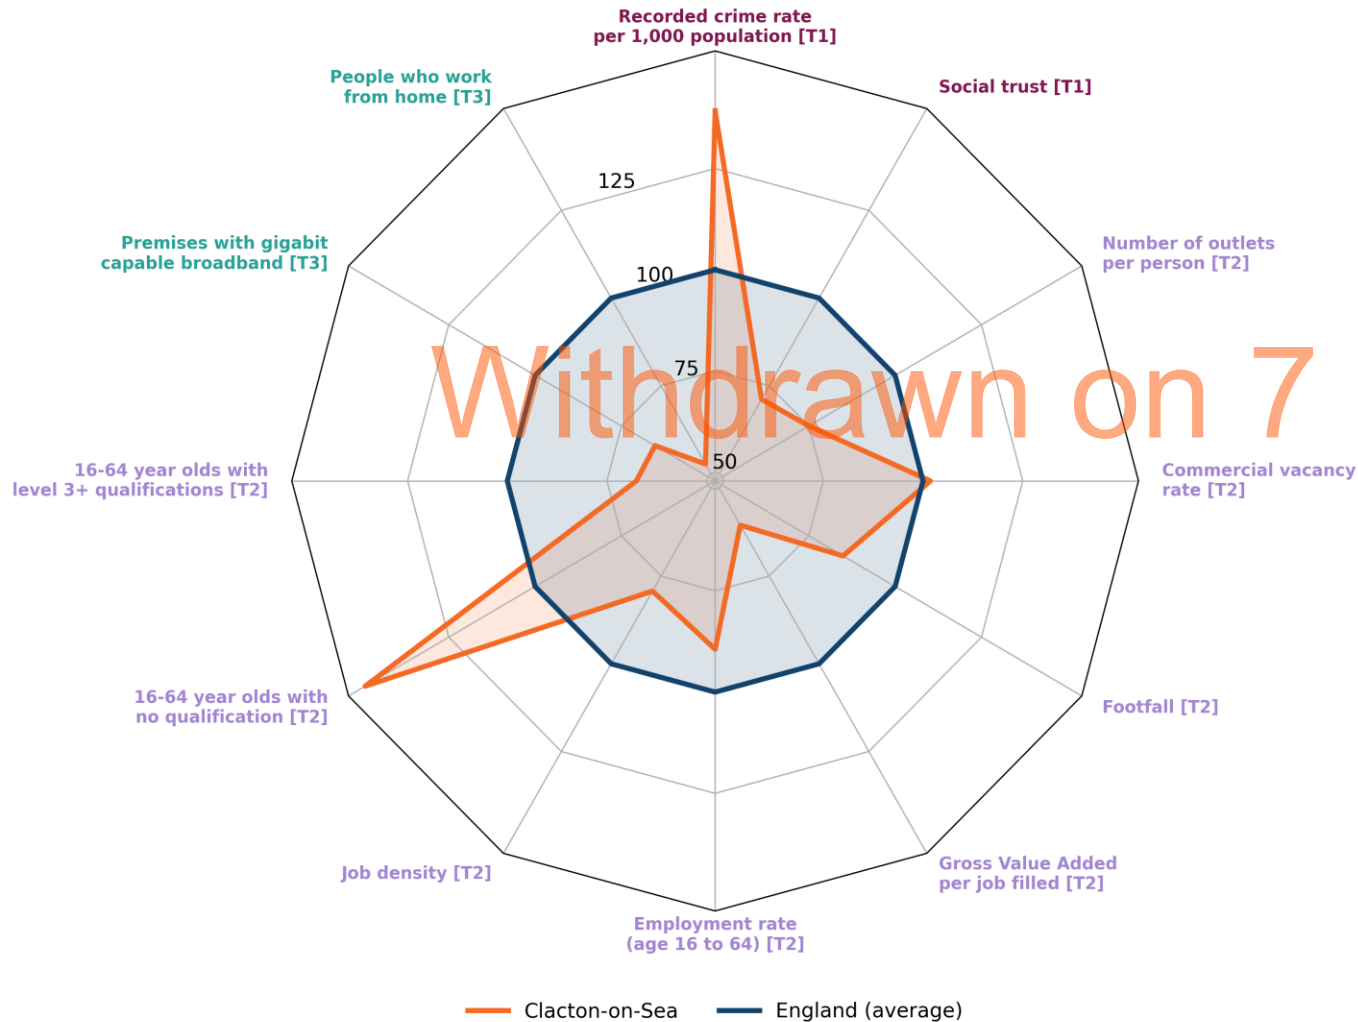 Recorded crime rate
per 1,000 population [T1]
People who work
from home [T3]
Social trust [T1]
125
Premises with gigabit
capable broadband [T3]
Number of outlets
per person [T2]
100
75
Withdrawn on 7
50
16-64 year olds with
level 3+ qualifications [T2]
Commercial vacancy
rate [T2]
16-64 year olds with
no qualification [T2]
Footfall [T2]
Job density [T2]
Gross Value Added
per job filled [T2]
Employment rate
(age 16 to 64) [T2]
Clacton-on-Sea
England (average)